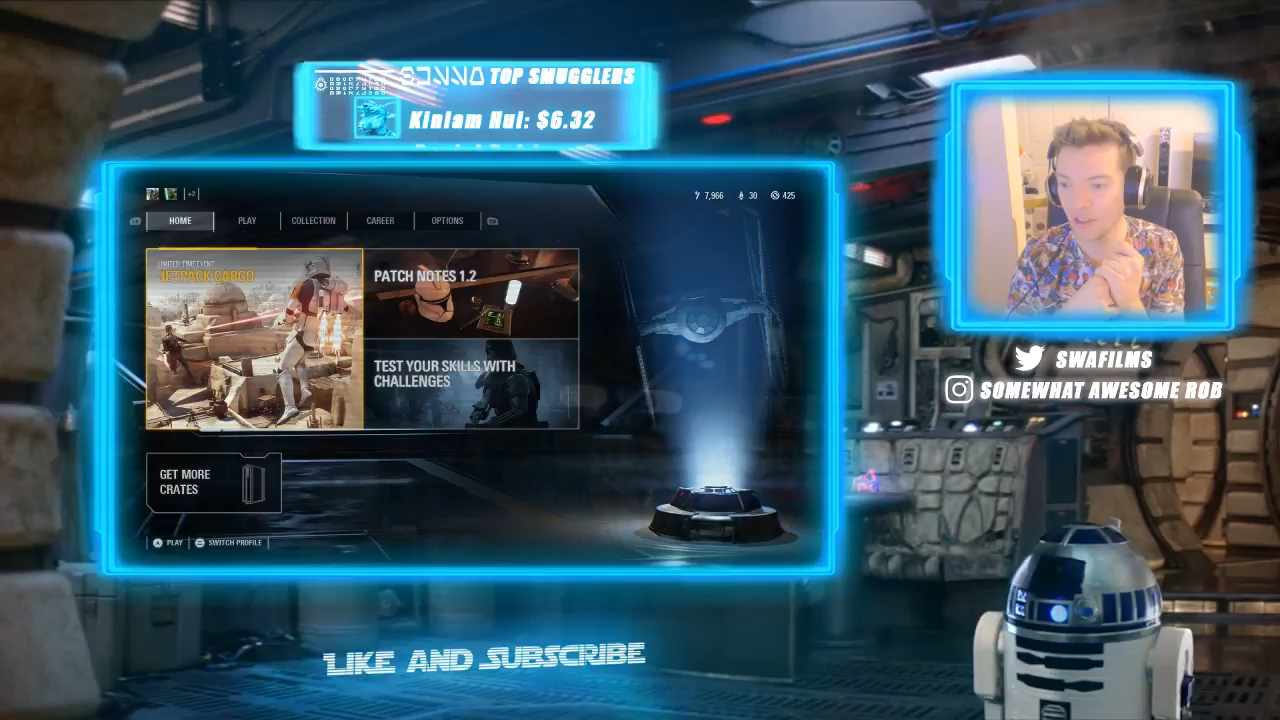 TOP SMUGGLERS
Kinlam Hui: $6.32
+2
7,966
30
425
HOME
PLAY
COLLECTION
CAREER
OPTIONS
LIMITED TIME EVENT
JETPACK CARGO
PATCH NOTES 1.2
TEST YOUR SKILLS WITH
CHALLENGES
GET MORE
CRATES
A PLAY
SWITCH PROFILE
SWAFILMS
SOMEWHAT AWESOME ROB
LIKE AND SUBSCRIBE